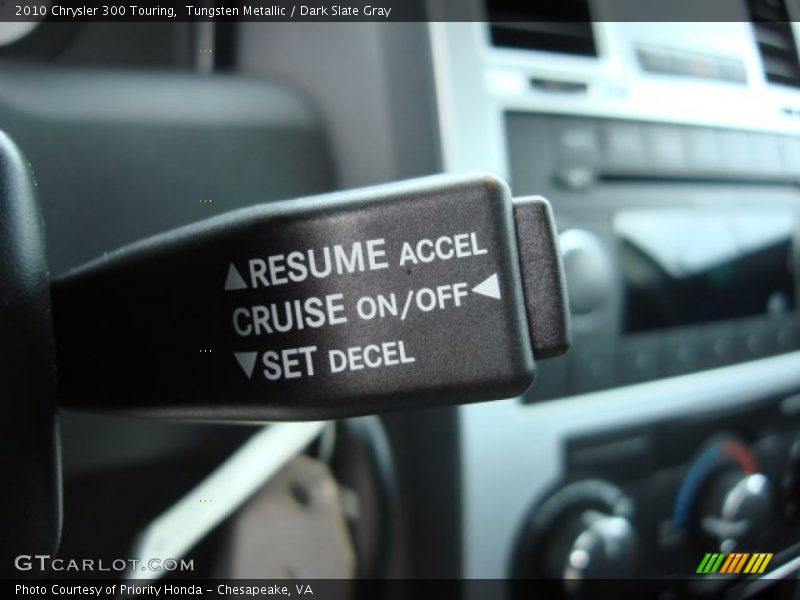 2010 Chrysler 300 Touring,  Tungsten Metallic / Dark Slate Gray
▲RESUME ACCEL
CRUISE ON/OFF◀
▼SET DECEL
GTCARLOT.COM
Photo Courtesy of Priority Honda - Chesapeake, VA